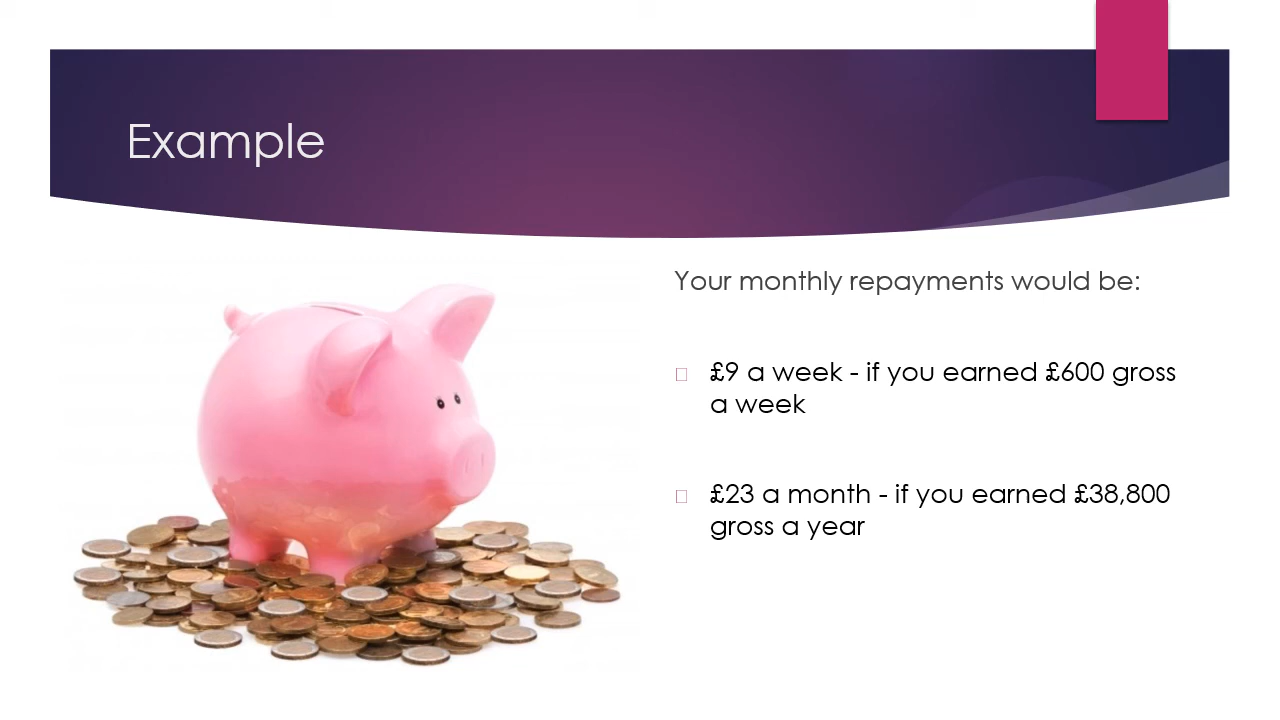 Example
Your monthly repayments would be:
£9 a week - if you earned £600 gross
a week
£23 a month - if you earned £38,800
gross a year